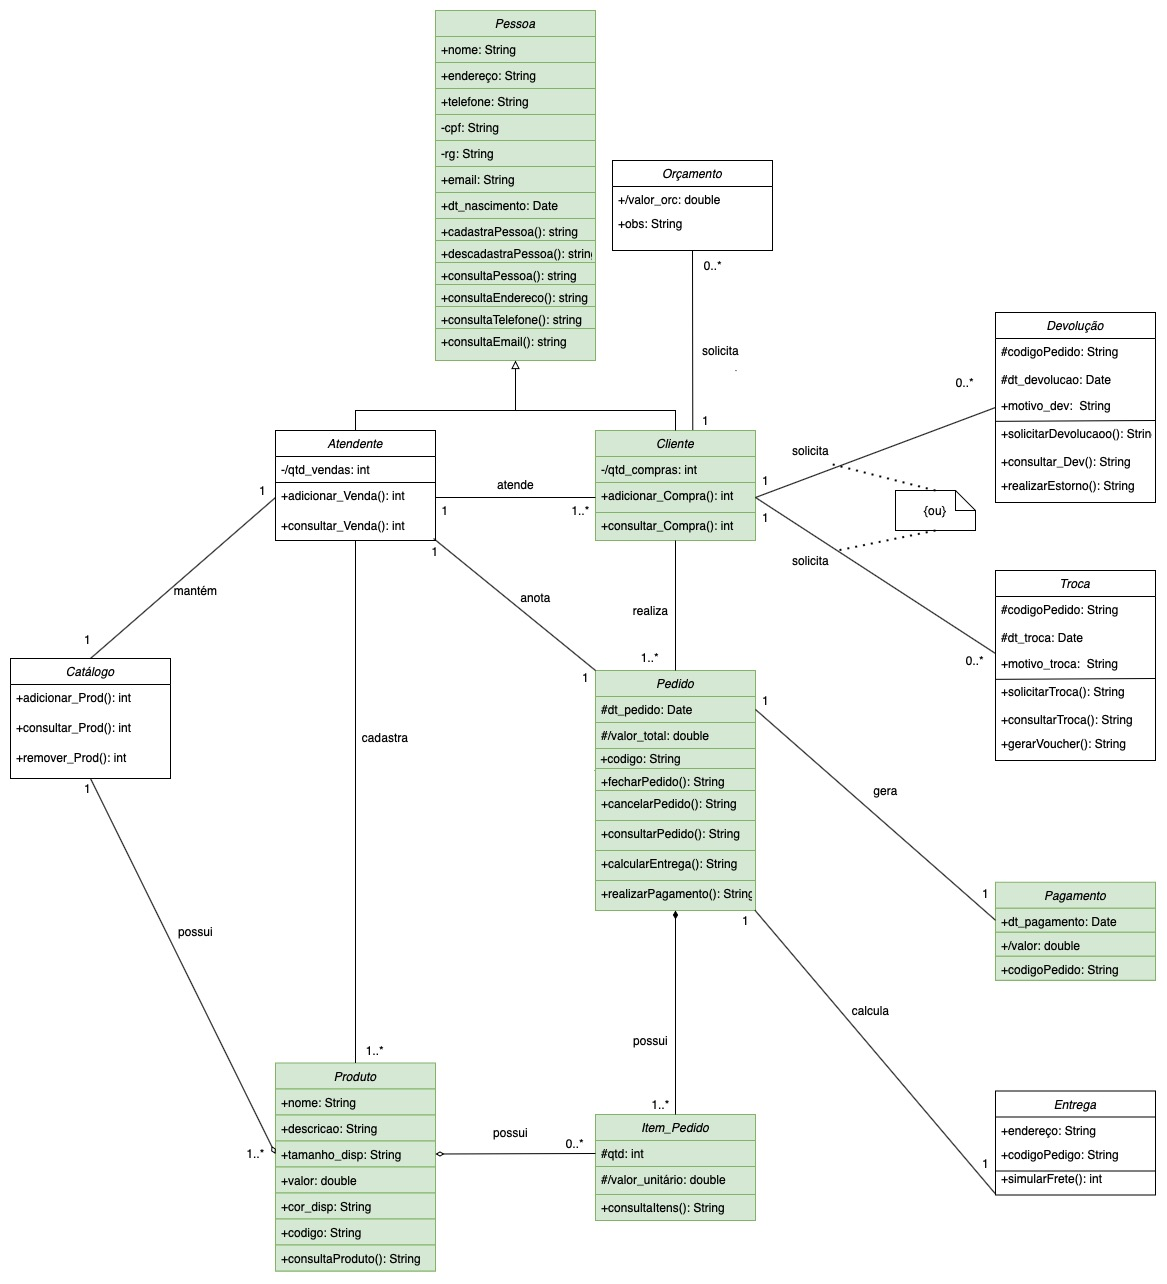 Pessoa
+nome: String
+endereço: String
+telefone: String
-cpf: String
-rg: String
+email: String
+dt_nascimento: Date
+cadastraPessoa(): string
+descadastraPessoa(): strin
+consultaPessoa(): string
+consultaEndereco(): string
+consultaTelefone(): string
+consultaEmail(): string
Orçamento
+/valor_orc: double
+obs: String
0..*
solicita
1
Devolução
#codigoPedido: String
#dt_devolucao: Date
+motivo_dev:  String
+solicitarDevolucaoo(): Strin
+consultar_Dev(): String
+realizarEstorno(): String
0..*
solicita
1
{ou}
1
solicita
0..*
Atendente
-/qtd_vendas: int
+adicionar_Venda(): int
+consultar_Venda(): int
atende
1
1..*
Cliente
-/qtd_compras: int
+adicionar_Compra(): int
+consultar_Compra(): int
Troca
#codigoPedido: String
#dt_troca: Date
+motivo_troca:  String
+solicitarTroca(): String
+consultarTroca(): String
+gerarVoucher(): String
1
mantém
1
1
anota
1
realiza
1..*
Catálogo
+adicionar_Prod(): int
+consultar_Prod(): int
+remover_Prod(): int
1
possui
1..*
cadastra
1..*
Pedido
#dt_pedido: Date
#/valor_total: double
+codigo: String
+fecharPedido(): String
+cancelarPedido(): String
+consultarPedido(): String
+calcularEntrega(): String
+realizarPagamento(): String
1
gera
1
Pagamento
+dt_pagamento: Date
+/valor: double
+codigoPedido: String
1
calcula
1
possui
1..*
Produto
+nome: String
+descricao: String
+tamanho_disp: String
+valor: double
+cor_disp: String
+codigo: String
+consultaProduto(): String
possui
0..*
Item_Pedido
#qtd: int
#/valor_unitário: double
+consultaItens(): String
Entrega
+endereço: String
+codigoPedigo: String
+simularFrete(): int